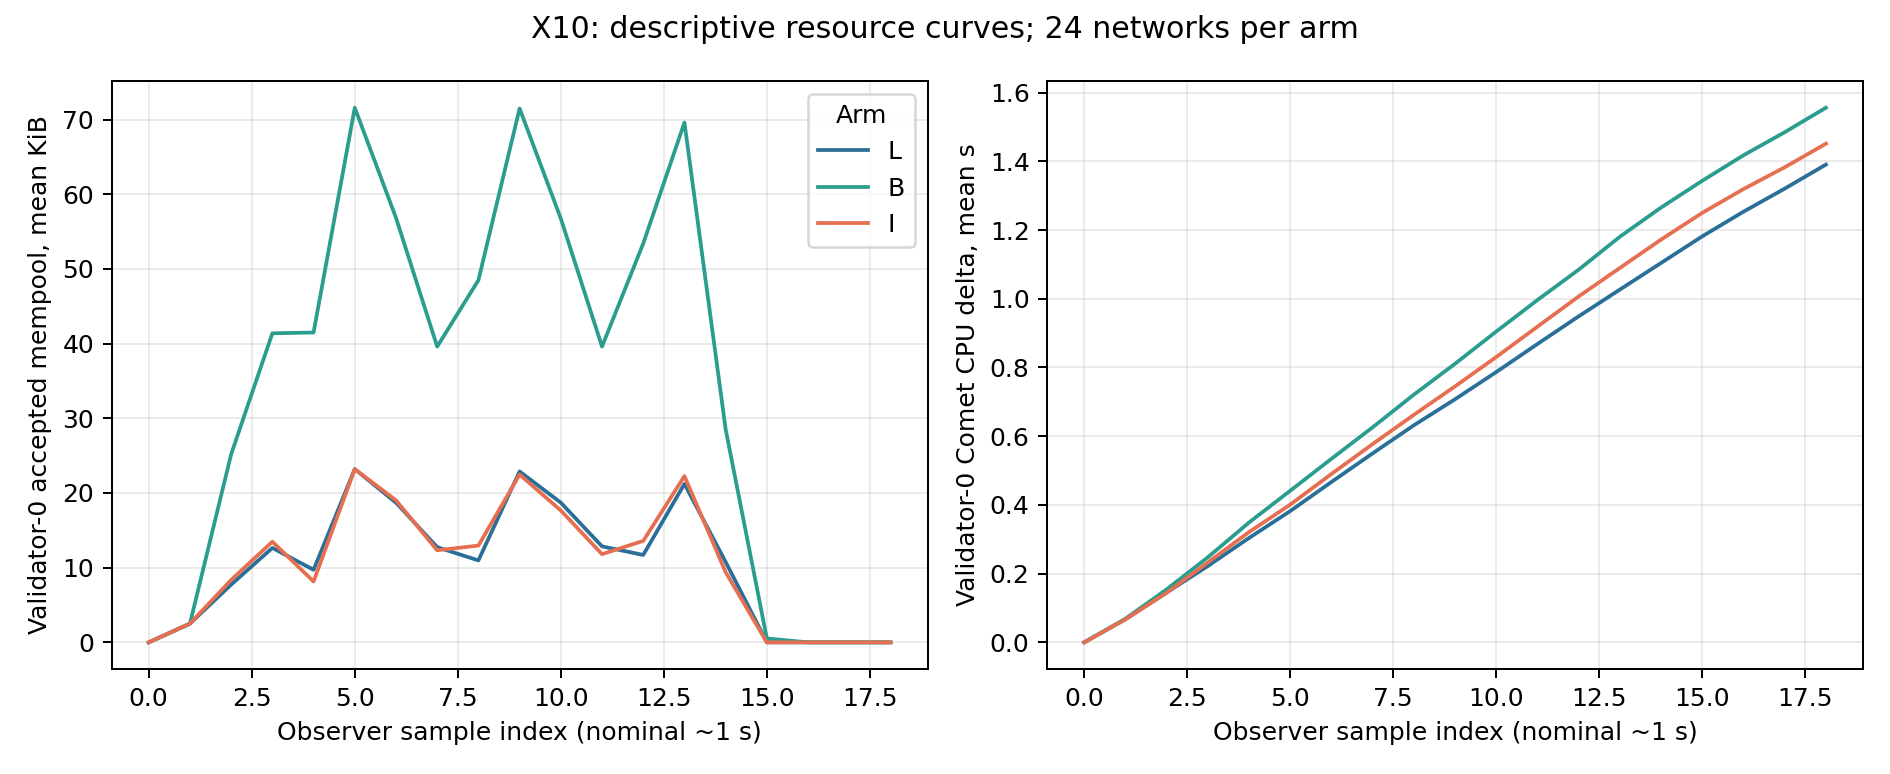 X10: descriptive resource curves; 24 networks per arm
Validator-0 accepted mempool, mean KiB
70
60
50
40
30
20
10
0
0.0 2.5 5.0 7.5 10.0 12.5 15.0 17.5
Observer sample index (nominal ~1 s)
Arm
L
B
I
Validator-0 Comet CPU delta, mean s
1.6
1.4
1.2
1.0
0.8
0.6
0.4
0.2
0.0
0.0 2.5 5.0 7.5 10.0 12.5 15.0 17.5
Observer sample index (nominal ~1 s)